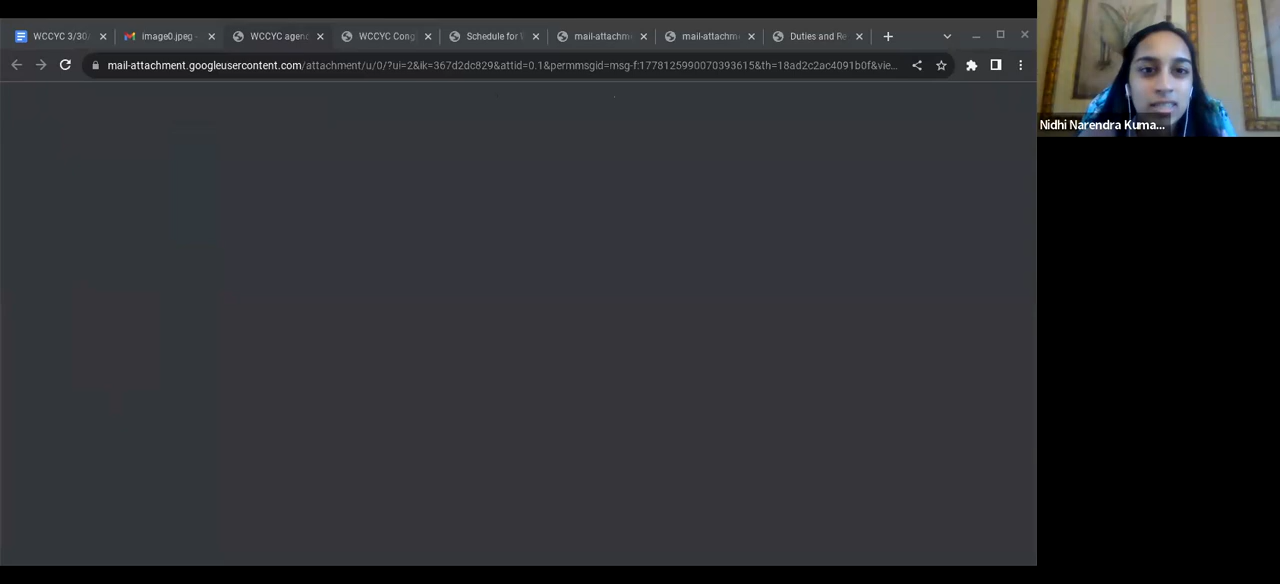 WCCYC 3/30/
image0.jpeg -
WCCYC agen
WCCYC Cong
Schedule for
mail-attachm
mail-attachm
Duties and Re
mail-attachment.googleusercontent.com/attachment/u/0/?ui=2&ik=367d2dc829&attid=0.1&permmsgid=msg-f:1778125990070393615&th=18ad2c2ac4091b0f&vie...
Nidhi Narendra Kuma...